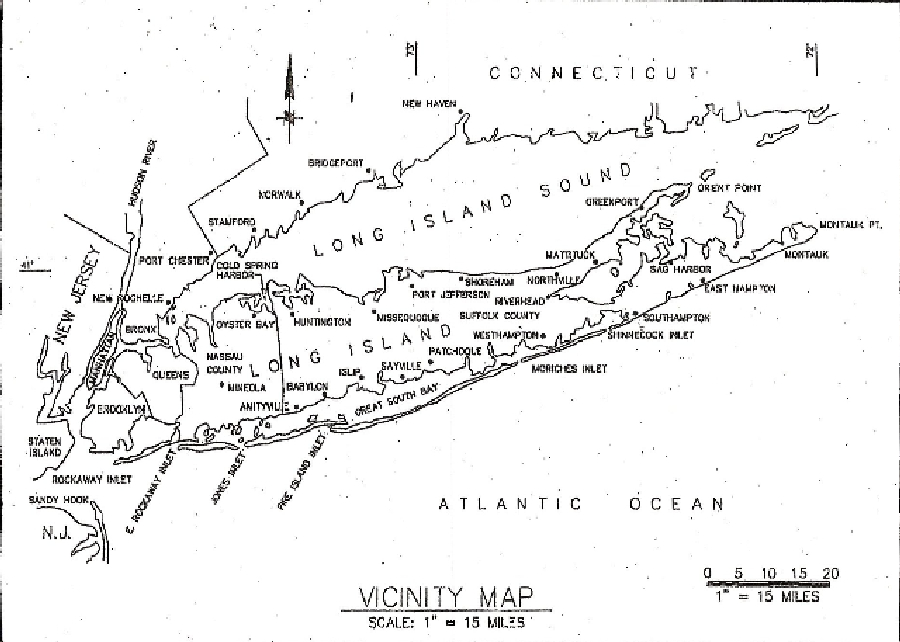 73°
72°
CONNECTICUT
NEW HAVEN
HUDSON RIVER
BRIDGEPORT
NORWALK
LONG ISLAND SOUND
ORIENT POINT
GREENPORT
STAMFORD
MONTAUK PT.
PORT CHESTER
COLD SPRING
HARBOR
MATTITUCK
MONTAUK
41°
NEW JERSEY
SAG HARBOR
SHOREHAM
NORTHVILLE
EAST HAMPTON
NEW ROCHELLE
PORT JEFFERSON
RIVERHEAD
OYSTER BAY
HUNTINGTON
NISSEQUOGUE
SUFFOLK COUNTY
SOUTHAMPTON
BRONX
MANHATTAN
LONG ISLAND
WESTHAMPTON
SHINNECOCK INLET
NASSAU
COUNTY
PATCHOGUE
QUEENS
ISLIP
SAYVILLE
MORICHES INLET
MINEOLA
BABYLON
BROOKLYN
AMITYVILLE
GREAT SOUTH BAY
STATEN
ISLAND
ROCKAWAY INLET
E. ROCKAWAY INLET
JONES INLET
FIRE ISLAND INLET
SANDY HOOK
N.J.
ATLANTIC OCEAN
0 5 10 15 20
1" = 15 MILES
VICINITY MAP
SCALE: 1" = 15 MILES